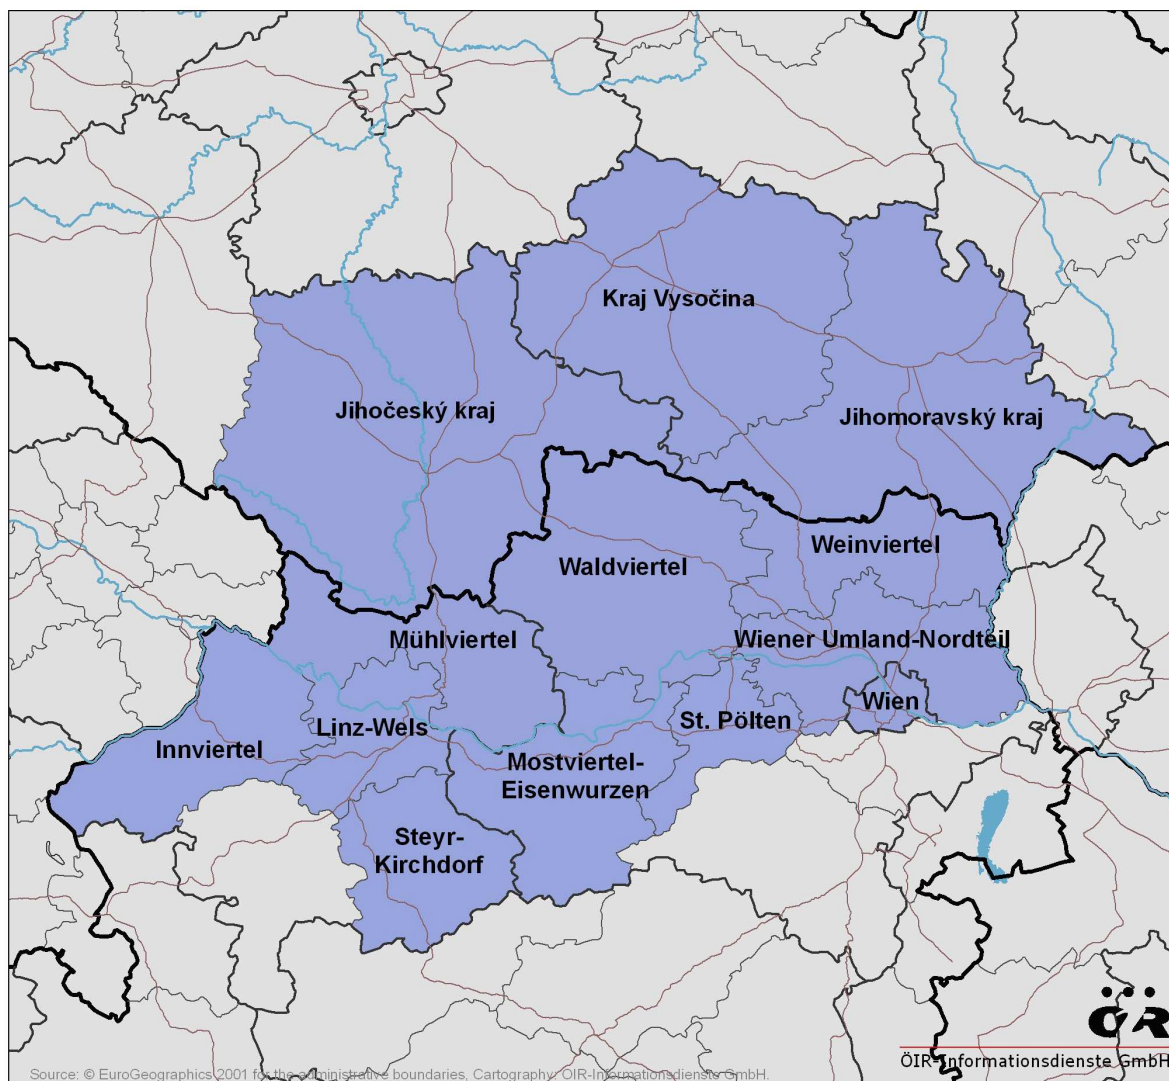 Kraj Vysočina
Jihočeský kraj
Jihomoravský kraj
Weinviertel
Waldviertel
Mühlviertel
Wiener Umland-Nordteil
Wien
St. Pölten
Linz-Wels
Innviertel
Mostviertel-
Eisenwurzen
Steyr-
Kirchdorf
ÖIR
ÖIR-Informationsdienste GmbH
Source: © EuroGeographics 2001 for the administrative boundaries, Cartography: ÖIR-Informationsdienste GmbH.